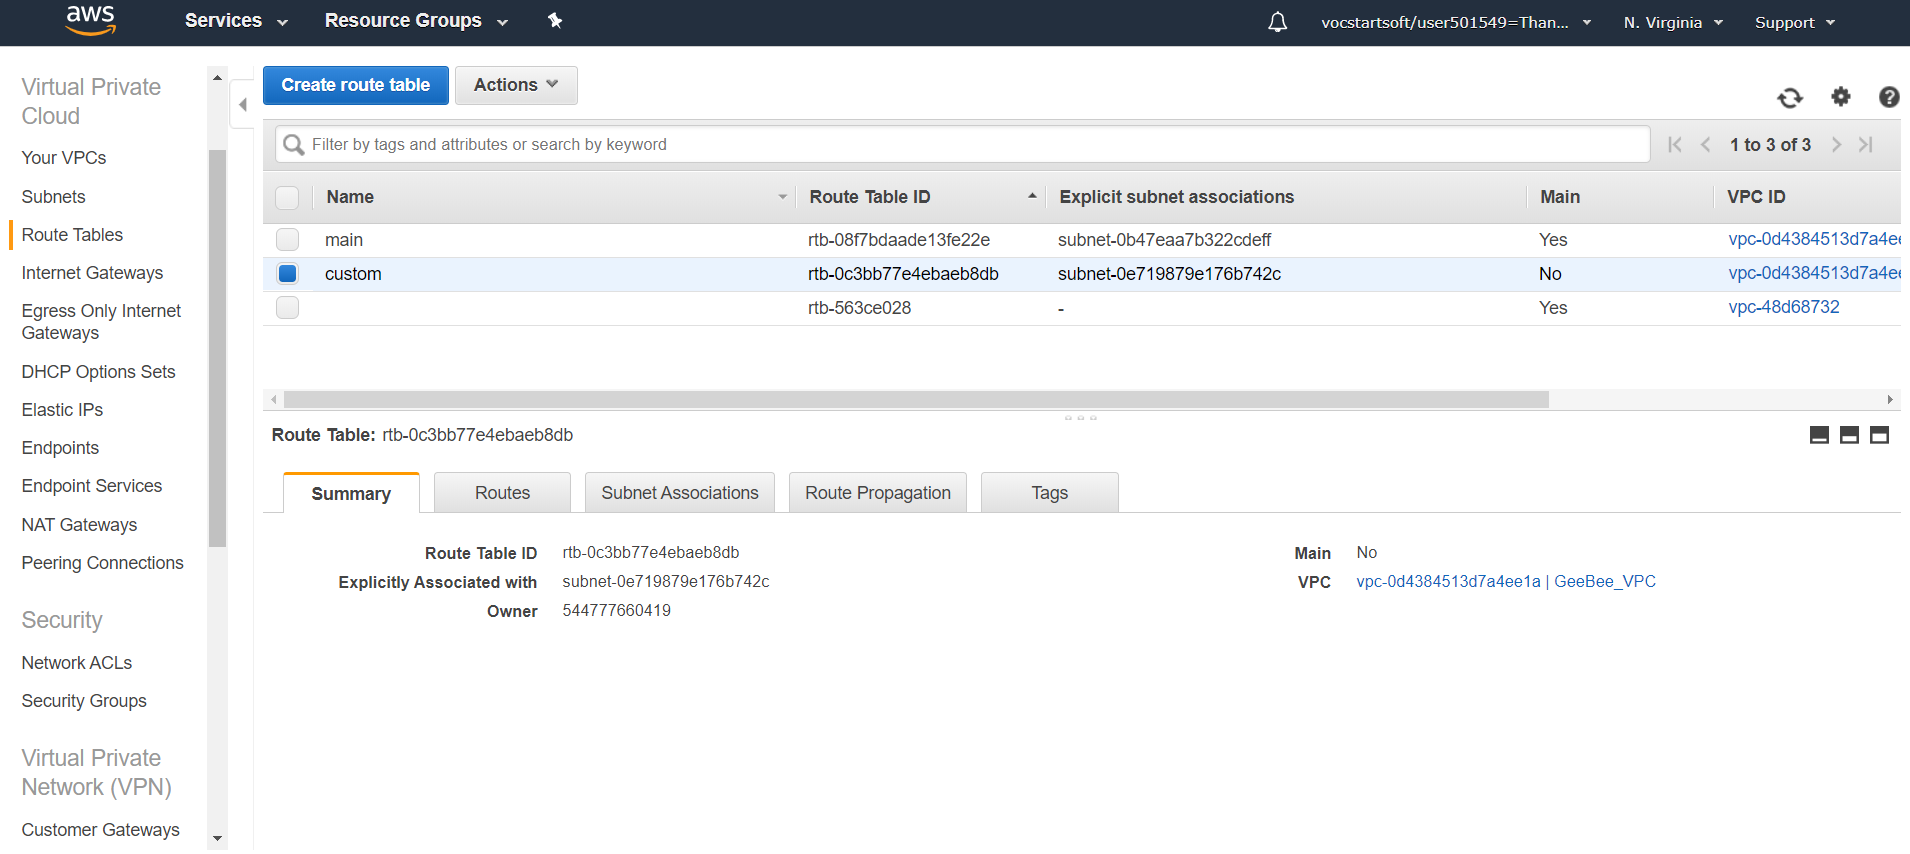 aws Services Resource Groups vocstartsoft/user501549=Than... N. Virginia Support
Virtual Private
Cloud
Your VPCs
Subnets
Route Tables
Internet Gateways
Egress Only Internet
Gateways
DHCP Options Sets
Elastic IPs
Endpoints
Endpoint Services
NAT Gateways
Peering Connections
Security
Network ACLs
Security Groups
Virtual Private
Network (VPN)
Customer Gateways
Create route table Actions
Filter by tags and attributes or search by keyword 1 to 3 of 3
Name Route Table ID Explicit subnet associations Main VPC ID
main rtb-08f7bdaade13fe22e subnet-0b47eaa7b322cdeff Yes vpc-0d4384513d7a4ee
custom rtb-0c3bb77e4ebaeb8db subnet-0e719879e176b742c No vpc-0d4384513d7a4ee
rtb-563ce028 - Yes vpc-48d68732
Route Table: rtb-0c3bb77e4ebaeb8db
Summary Routes Subnet Associations Route Propagation Tags
Route Table ID rtb-0c3bb77e4ebaeb8db Main No
Explicitly Associated with subnet-0e719879e176b742c VPC vpc-0d4384513d7a4ee1a | GeeBee_VPC
Owner 544777660419